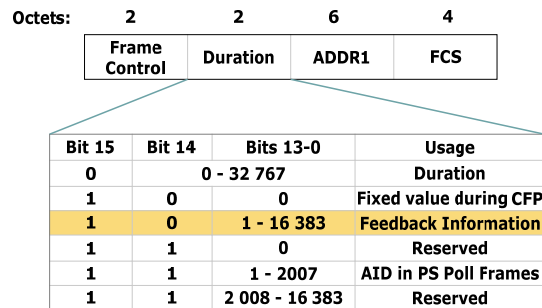 Octets: 2 2 6 4
Frame Control Duration ADDR1 FCS
Bit 15 Bit 14 Bits 13-0 Usage
0 0 - 32 767 Duration
1 0 0 Fixed value during CFP
1 0 1 - 16 383 Feedback Information
1 1 0 Reserved
1 1 1 - 2007 AID in PS Poll Frames
1 1 2 008 - 16 383 Reserved